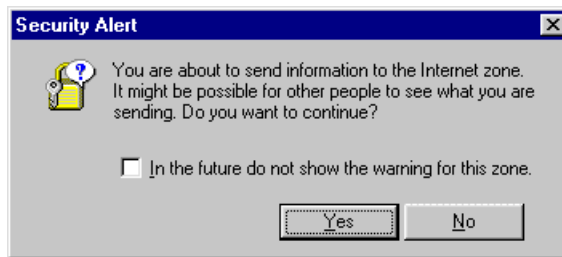 Security Alert
You are about to send information to the Internet zone.
It might be possible for other people to see what you are
sending. Do you want to continue?
In the future do not show the warning for this zone.
Yes No